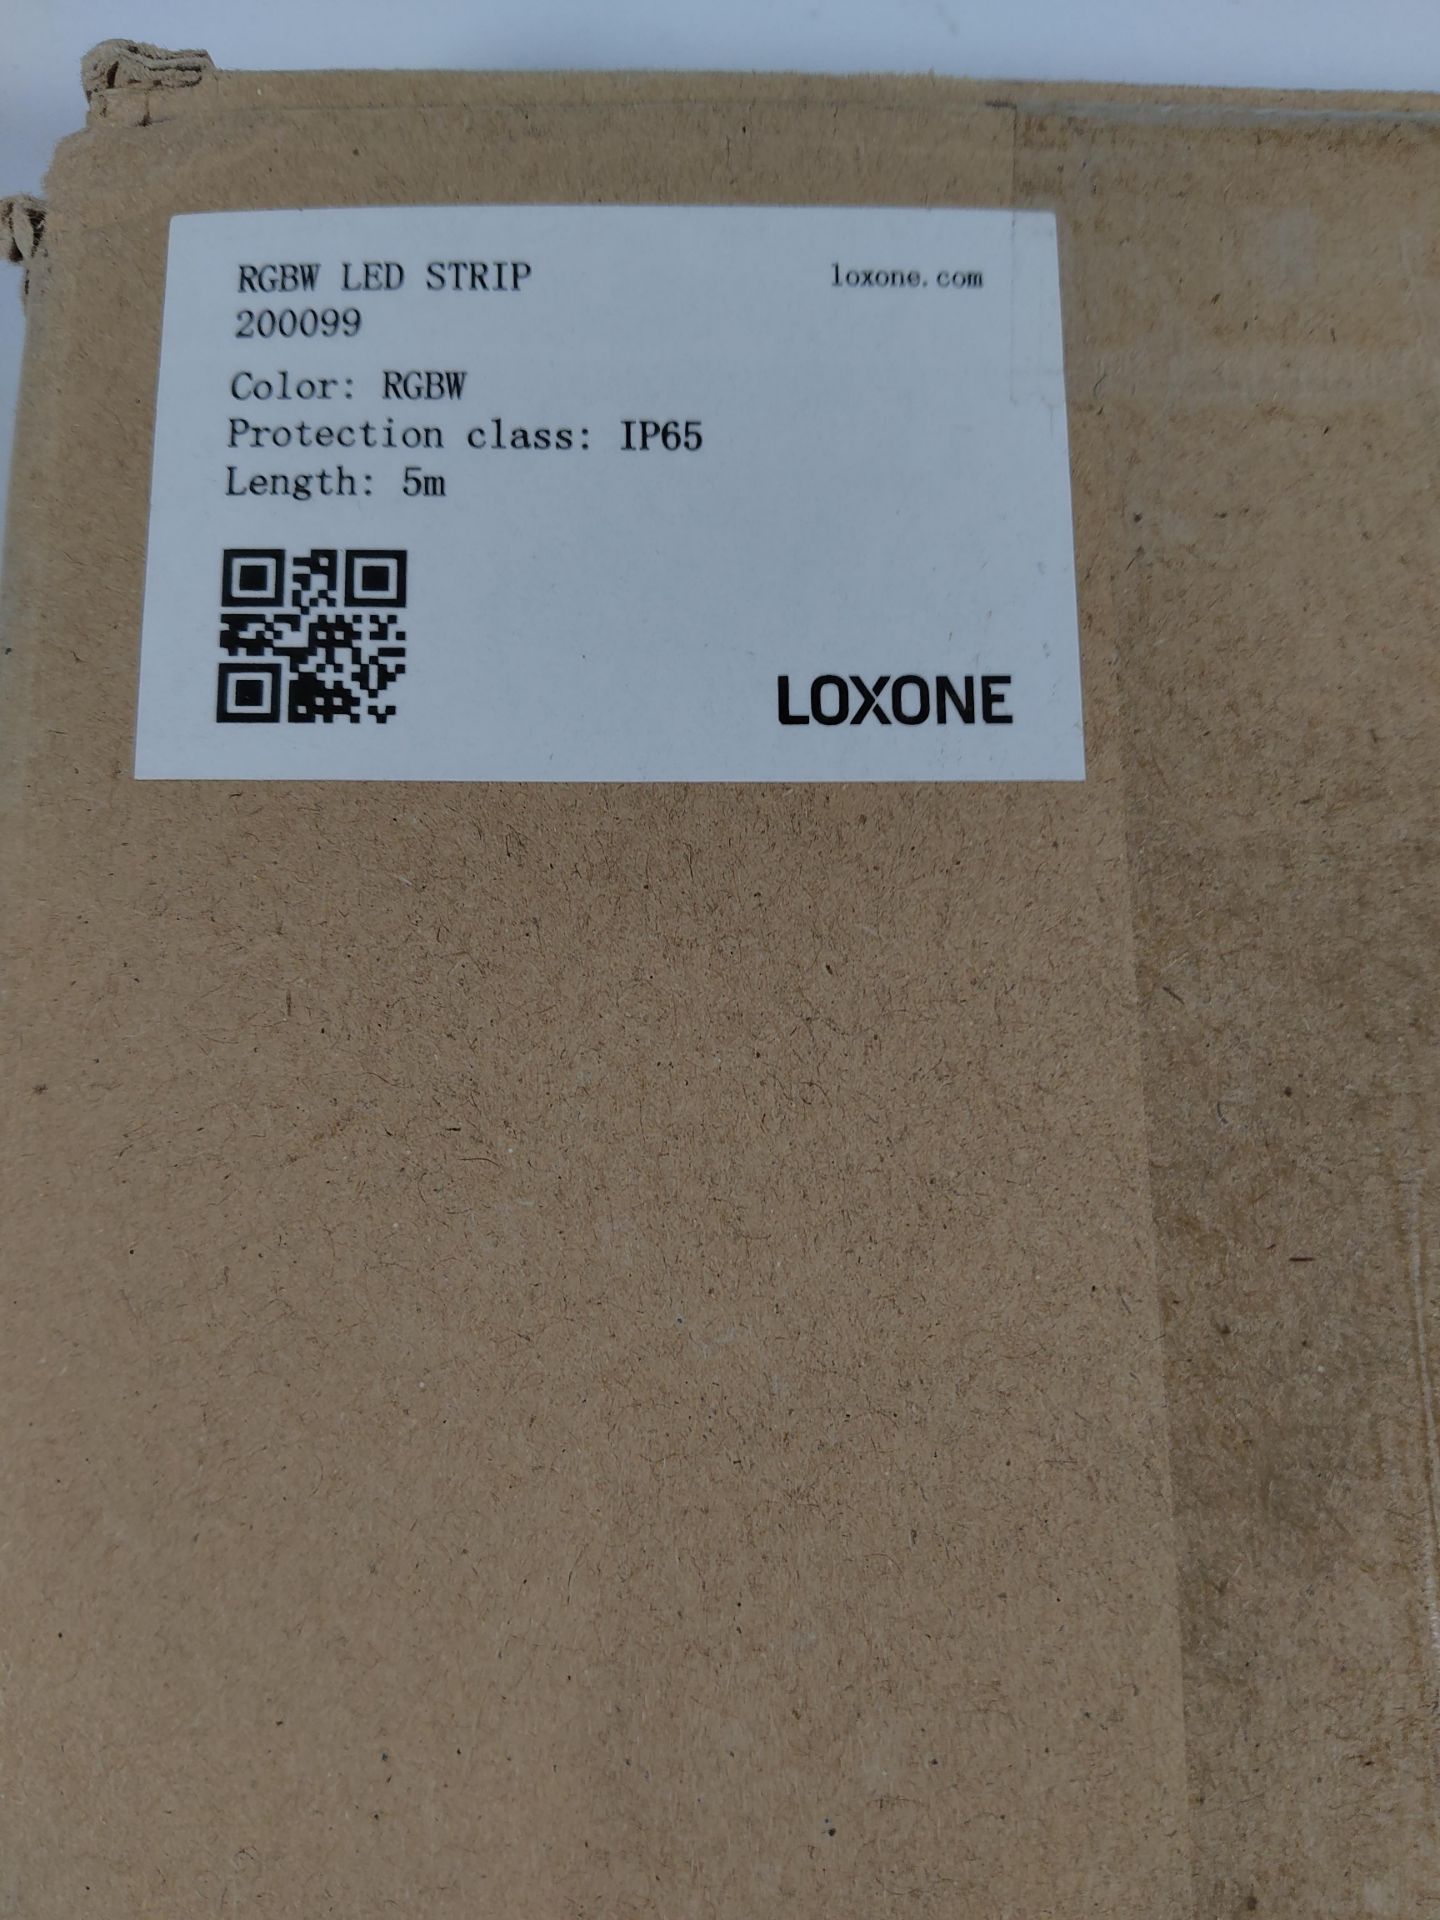 RGBW LED STRIP
loxone.com
200099
Color: RGBW
Protection class: IP65
Length: 5m
LOXONE